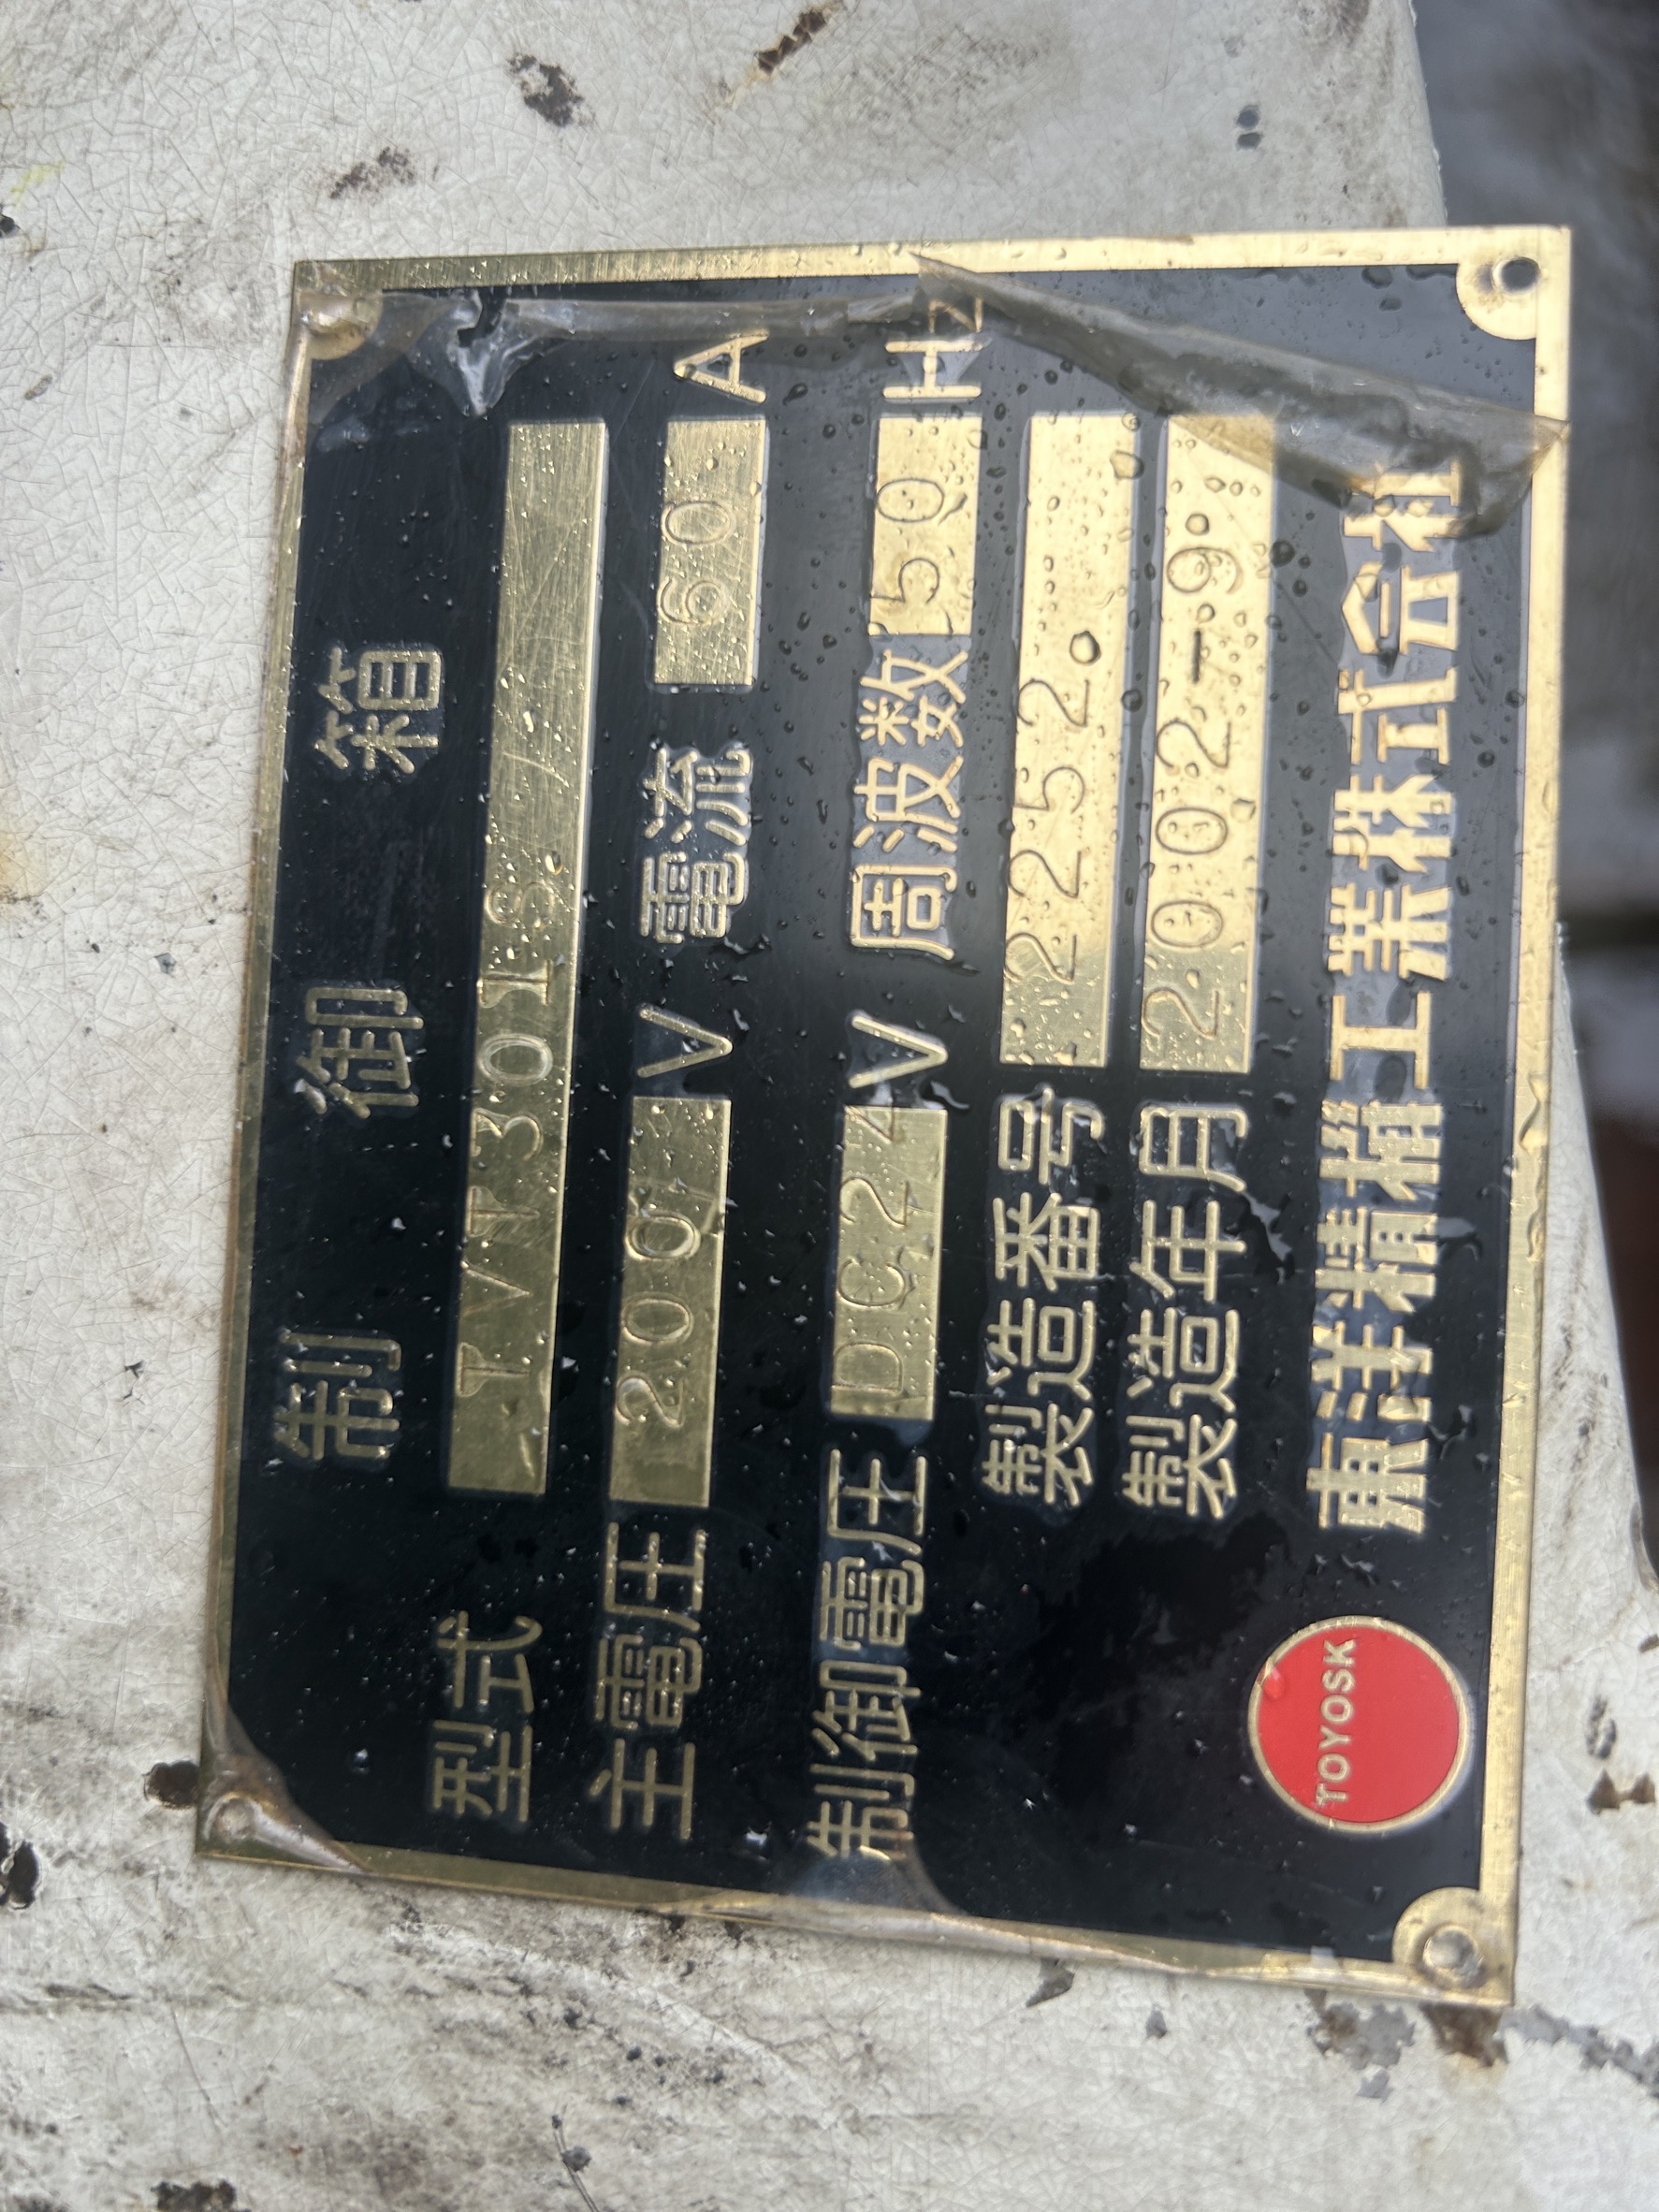 制御箱
型式 TVT301S
主電圧 200 V 電流 60 A
制御電圧 DC24 V 周波数 50 Hz
製造番号 2252
製造年月 2002-9
TOYOSK 東洋精機工業株式会社